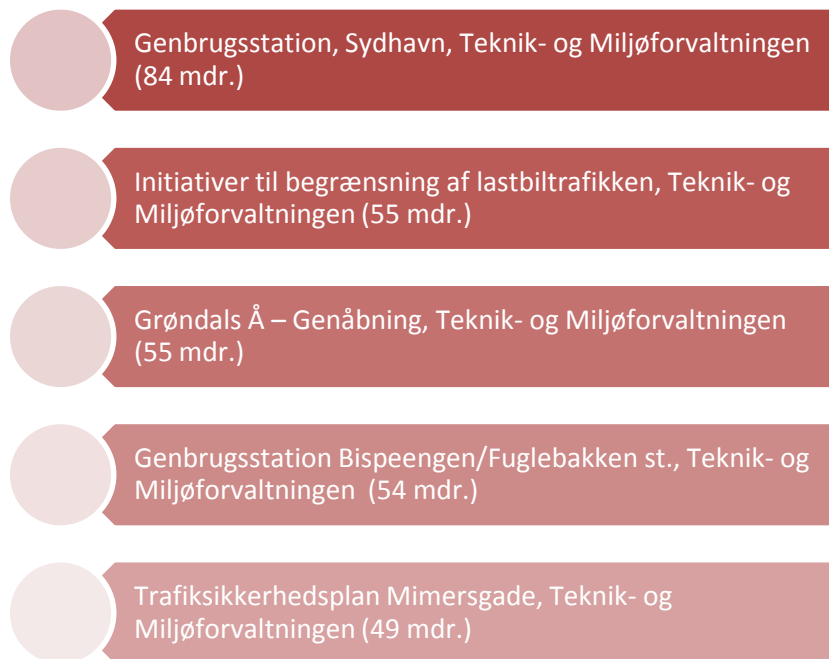 Genbrugsstation, Sydhavn, Teknik- og Miljøforvaltningen
(84 mdr.)
Initiativer til begrænsning af lastbiltrafikken, Teknik- og
Miljøforvaltningen (55 mdr.)
Grøndals Å – Genåbning, Teknik- og Miljøforvaltningen
(55 mdr.)
Genbrugsstation Bispeengen/Fuglebakken st., Teknik- og
Miljøforvaltningen  (54 mdr.)
Trafiksikkerhedsplan Mimersgade, Teknik- og
Miljøforvaltningen (49 mdr.)